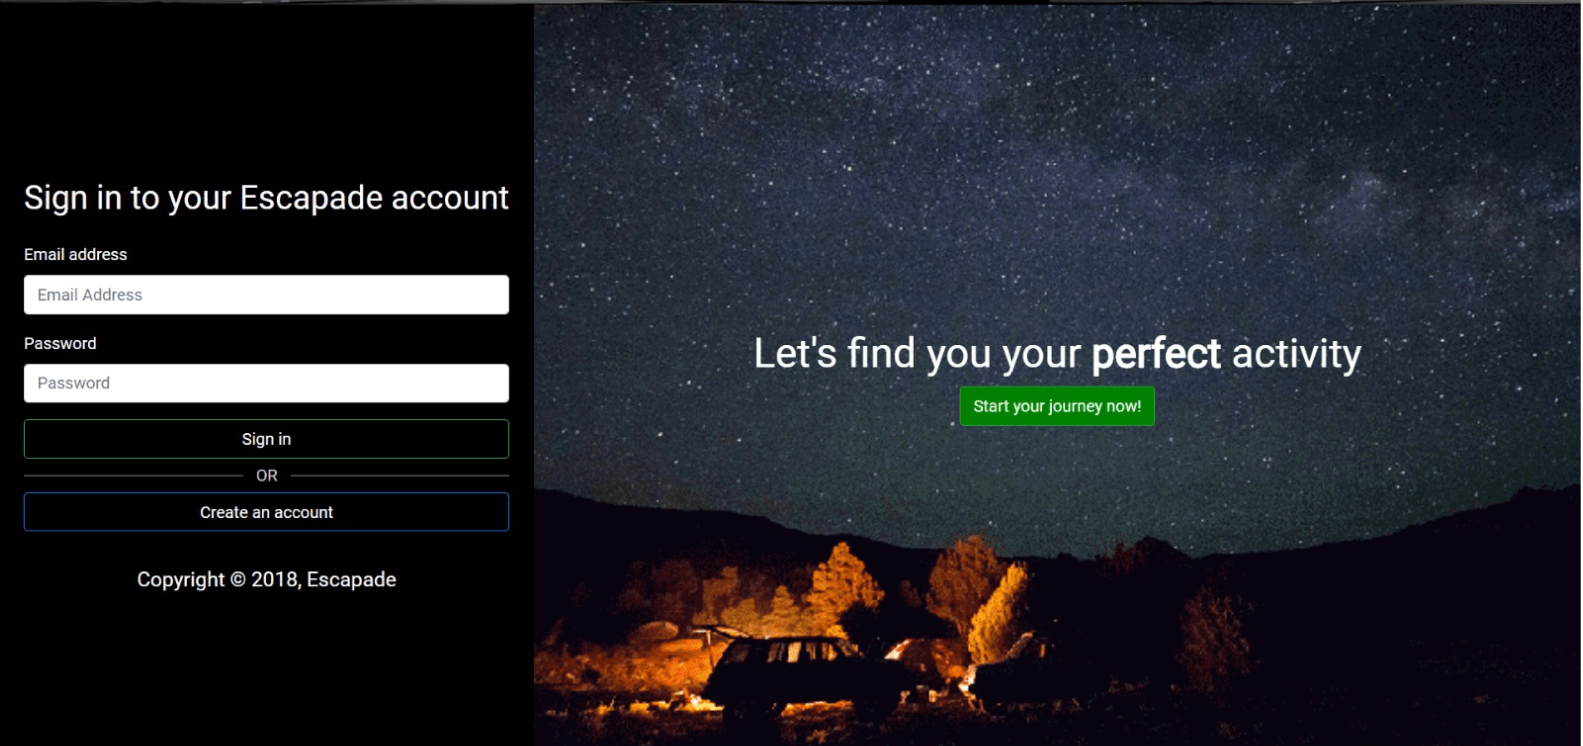 Sign in to your Escapade account
Email address
Email Address
Password
Password
Sign in
OR
Create an account
Copyright © 2018, Escapade
Let's find you your perfect activity
Start your journey now!